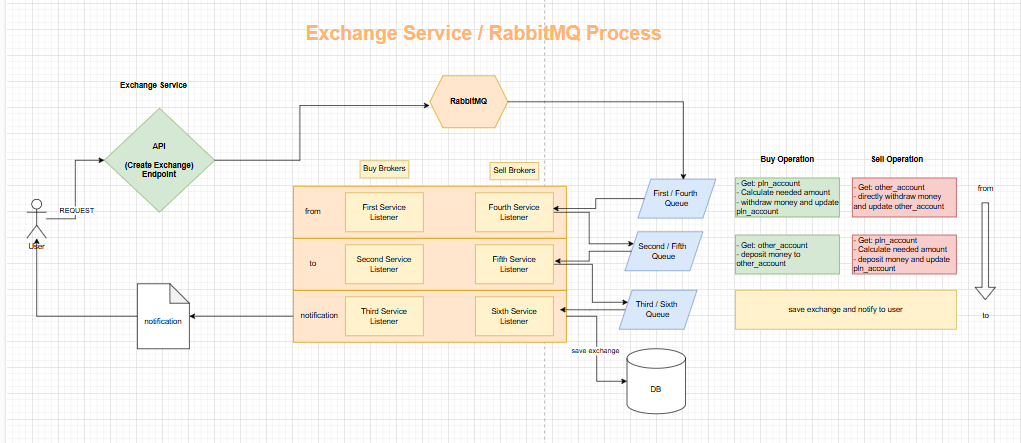 Exchange Service / RabbitMQ Process
Exchange Service
RabbitMQ
API
(Create Exchange)
Endpoint
REQUEST
User
Buy Brokers
Sell Brokers
from
First Service
Listener
Fourth Service
Listener
to
Second Service
Listener
Fifth Service
Listener
notification
Third Service
Listener
Sixth Service
Listener
notification
First / Fourth
Queue
Second / Fifth
Queue
Third / Sixth
Queue
save exchange
DB
Buy Operation
Sell Operation
- Get: pln_account
- Calculate needed amount
- withdraw money and update
pln_account
- Get: other_account
- directly withdraw money
and update other_account
- Get: other_account
- deposit money to
other_account
- Get: pln_account
- Calculate needed amount
- deposit money and update
pln_account
save exchange and notify to user
from
to